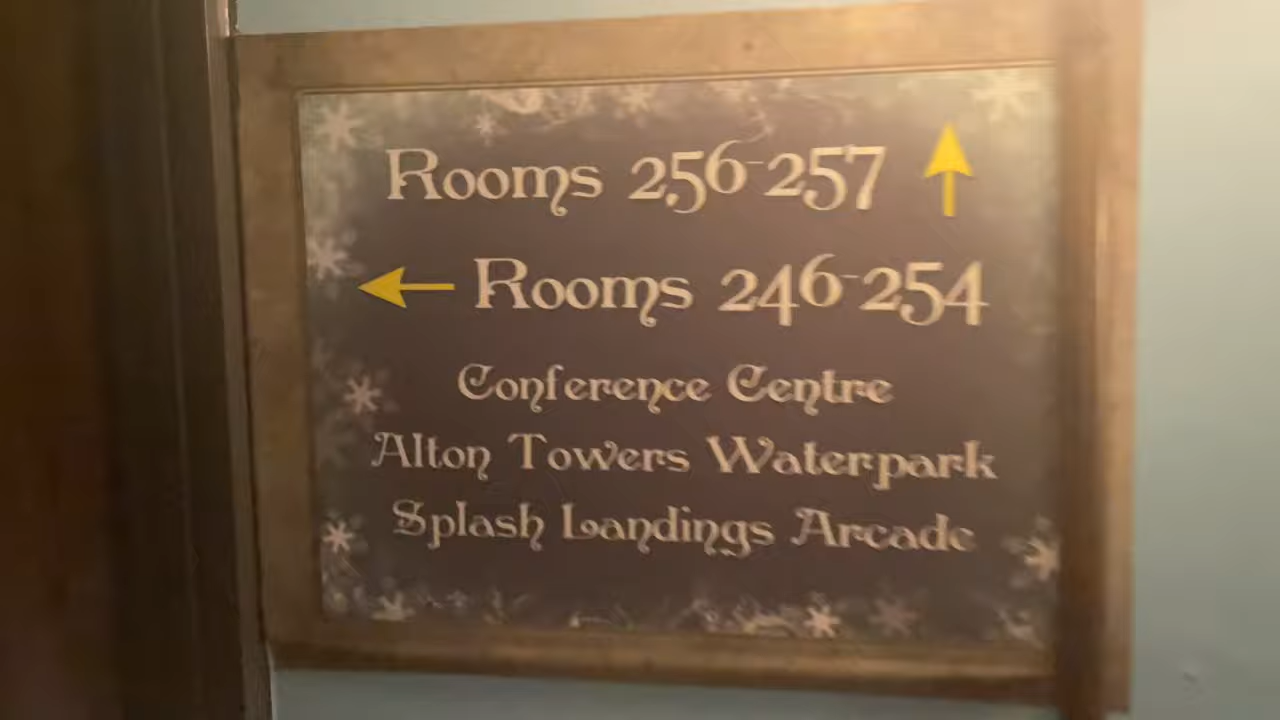 Rooms 256-257
Rooms 246-254
Conference Centre
Alton Towers Waterpark
Splash Landings Arcade